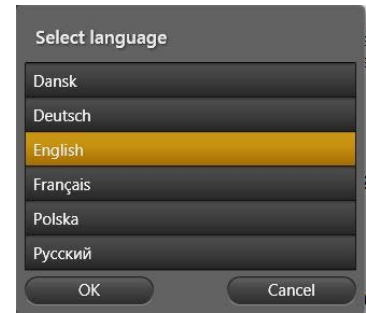 Select language
Dansk
Deutsch
English
Français
Polska
Русский
OK Cancel